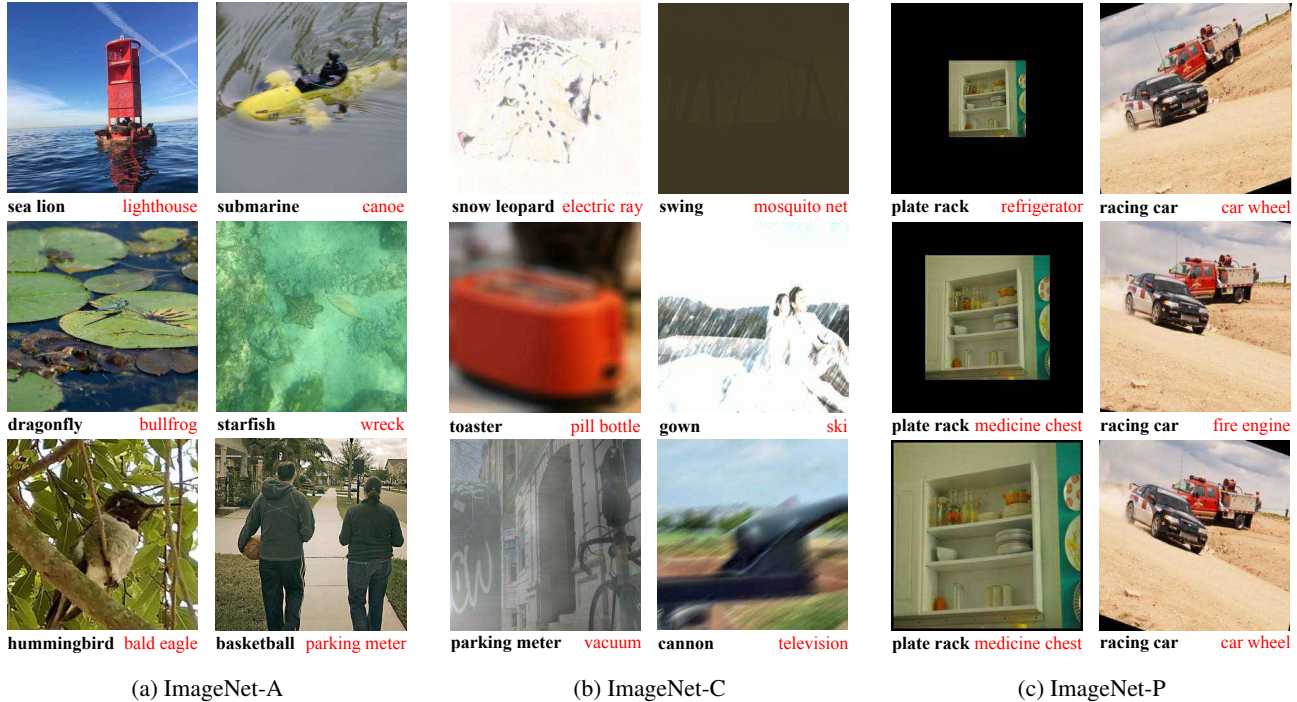 sea lion lighthouse submarine canoe snow leopard electric ray swing mosquito net plate rack refrigerator racing car car wheel
dragonfly bullfrog starfish wreck toaster pill bottle gown ski plate rack medicine chest racing car fire engine
hummingbird bald eagle basketball parking meter parking meter vacuum cannon television plate rack medicine chest racing car car wheel
(a) ImageNet-A (b) ImageNet-C (c) ImageNet-P